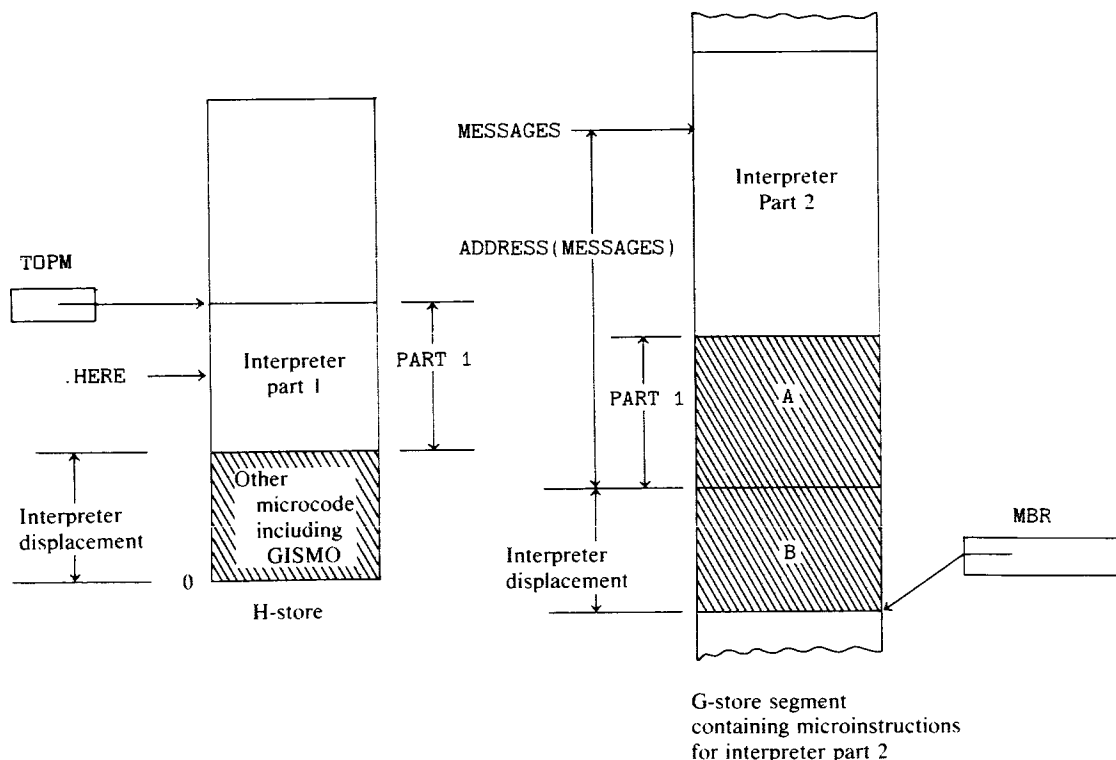 MESSAGES
Interpreter
Part 2
ADDRESS(MESSAGES)
TOPM
.HERE
Interpreter
part 1
PART 1
PART 1
A
Other
microcode
including
GISMO
Interpreter
displacement
0
H-store
Interpreter
displacement
B
MBR
G-store segment
containing microinstructions
for interpreter part 2